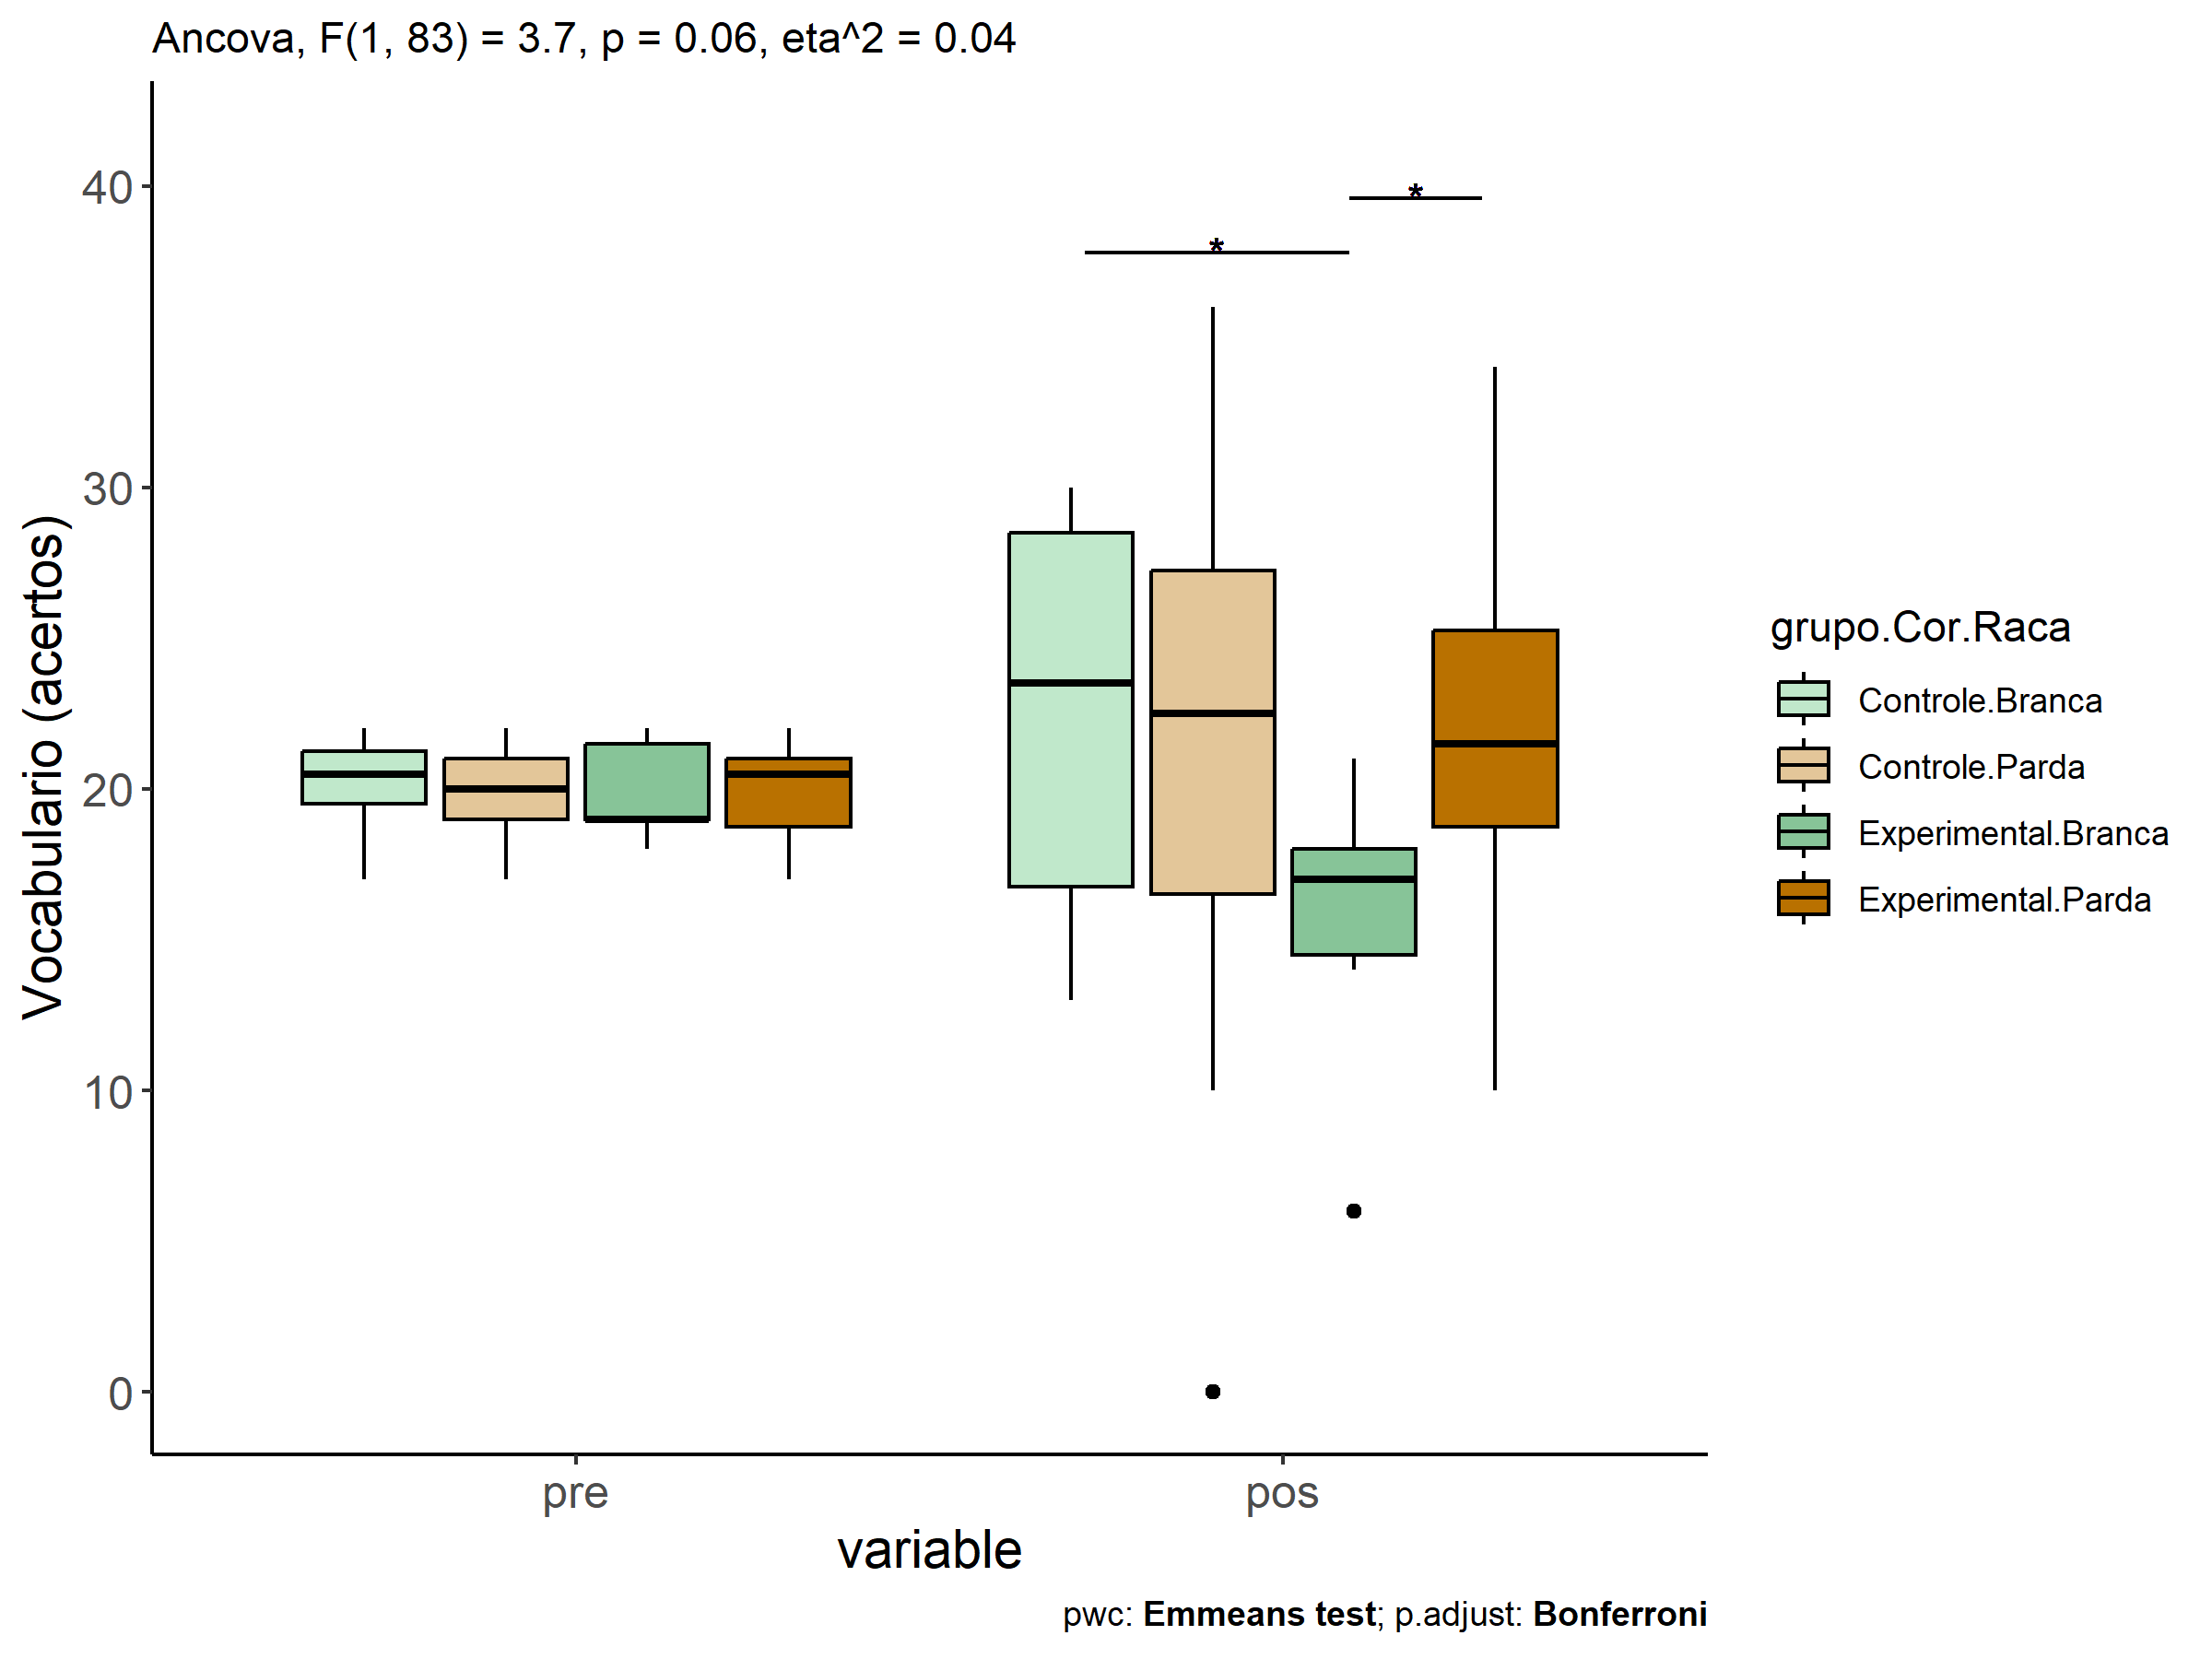 Ancova, F(1, 83) = 3.7, p = 0.06, eta^2 = 0.04
Vocabulario (acertos)
40
30
20
10
0
*
*
pre
pos
variable
grupo.Cor.Raca
Controle.Branca
Controle.Parda
Experimental.Branca
Experimental.Parda
pwc: Emmeans test; p.adjust: Bonferroni